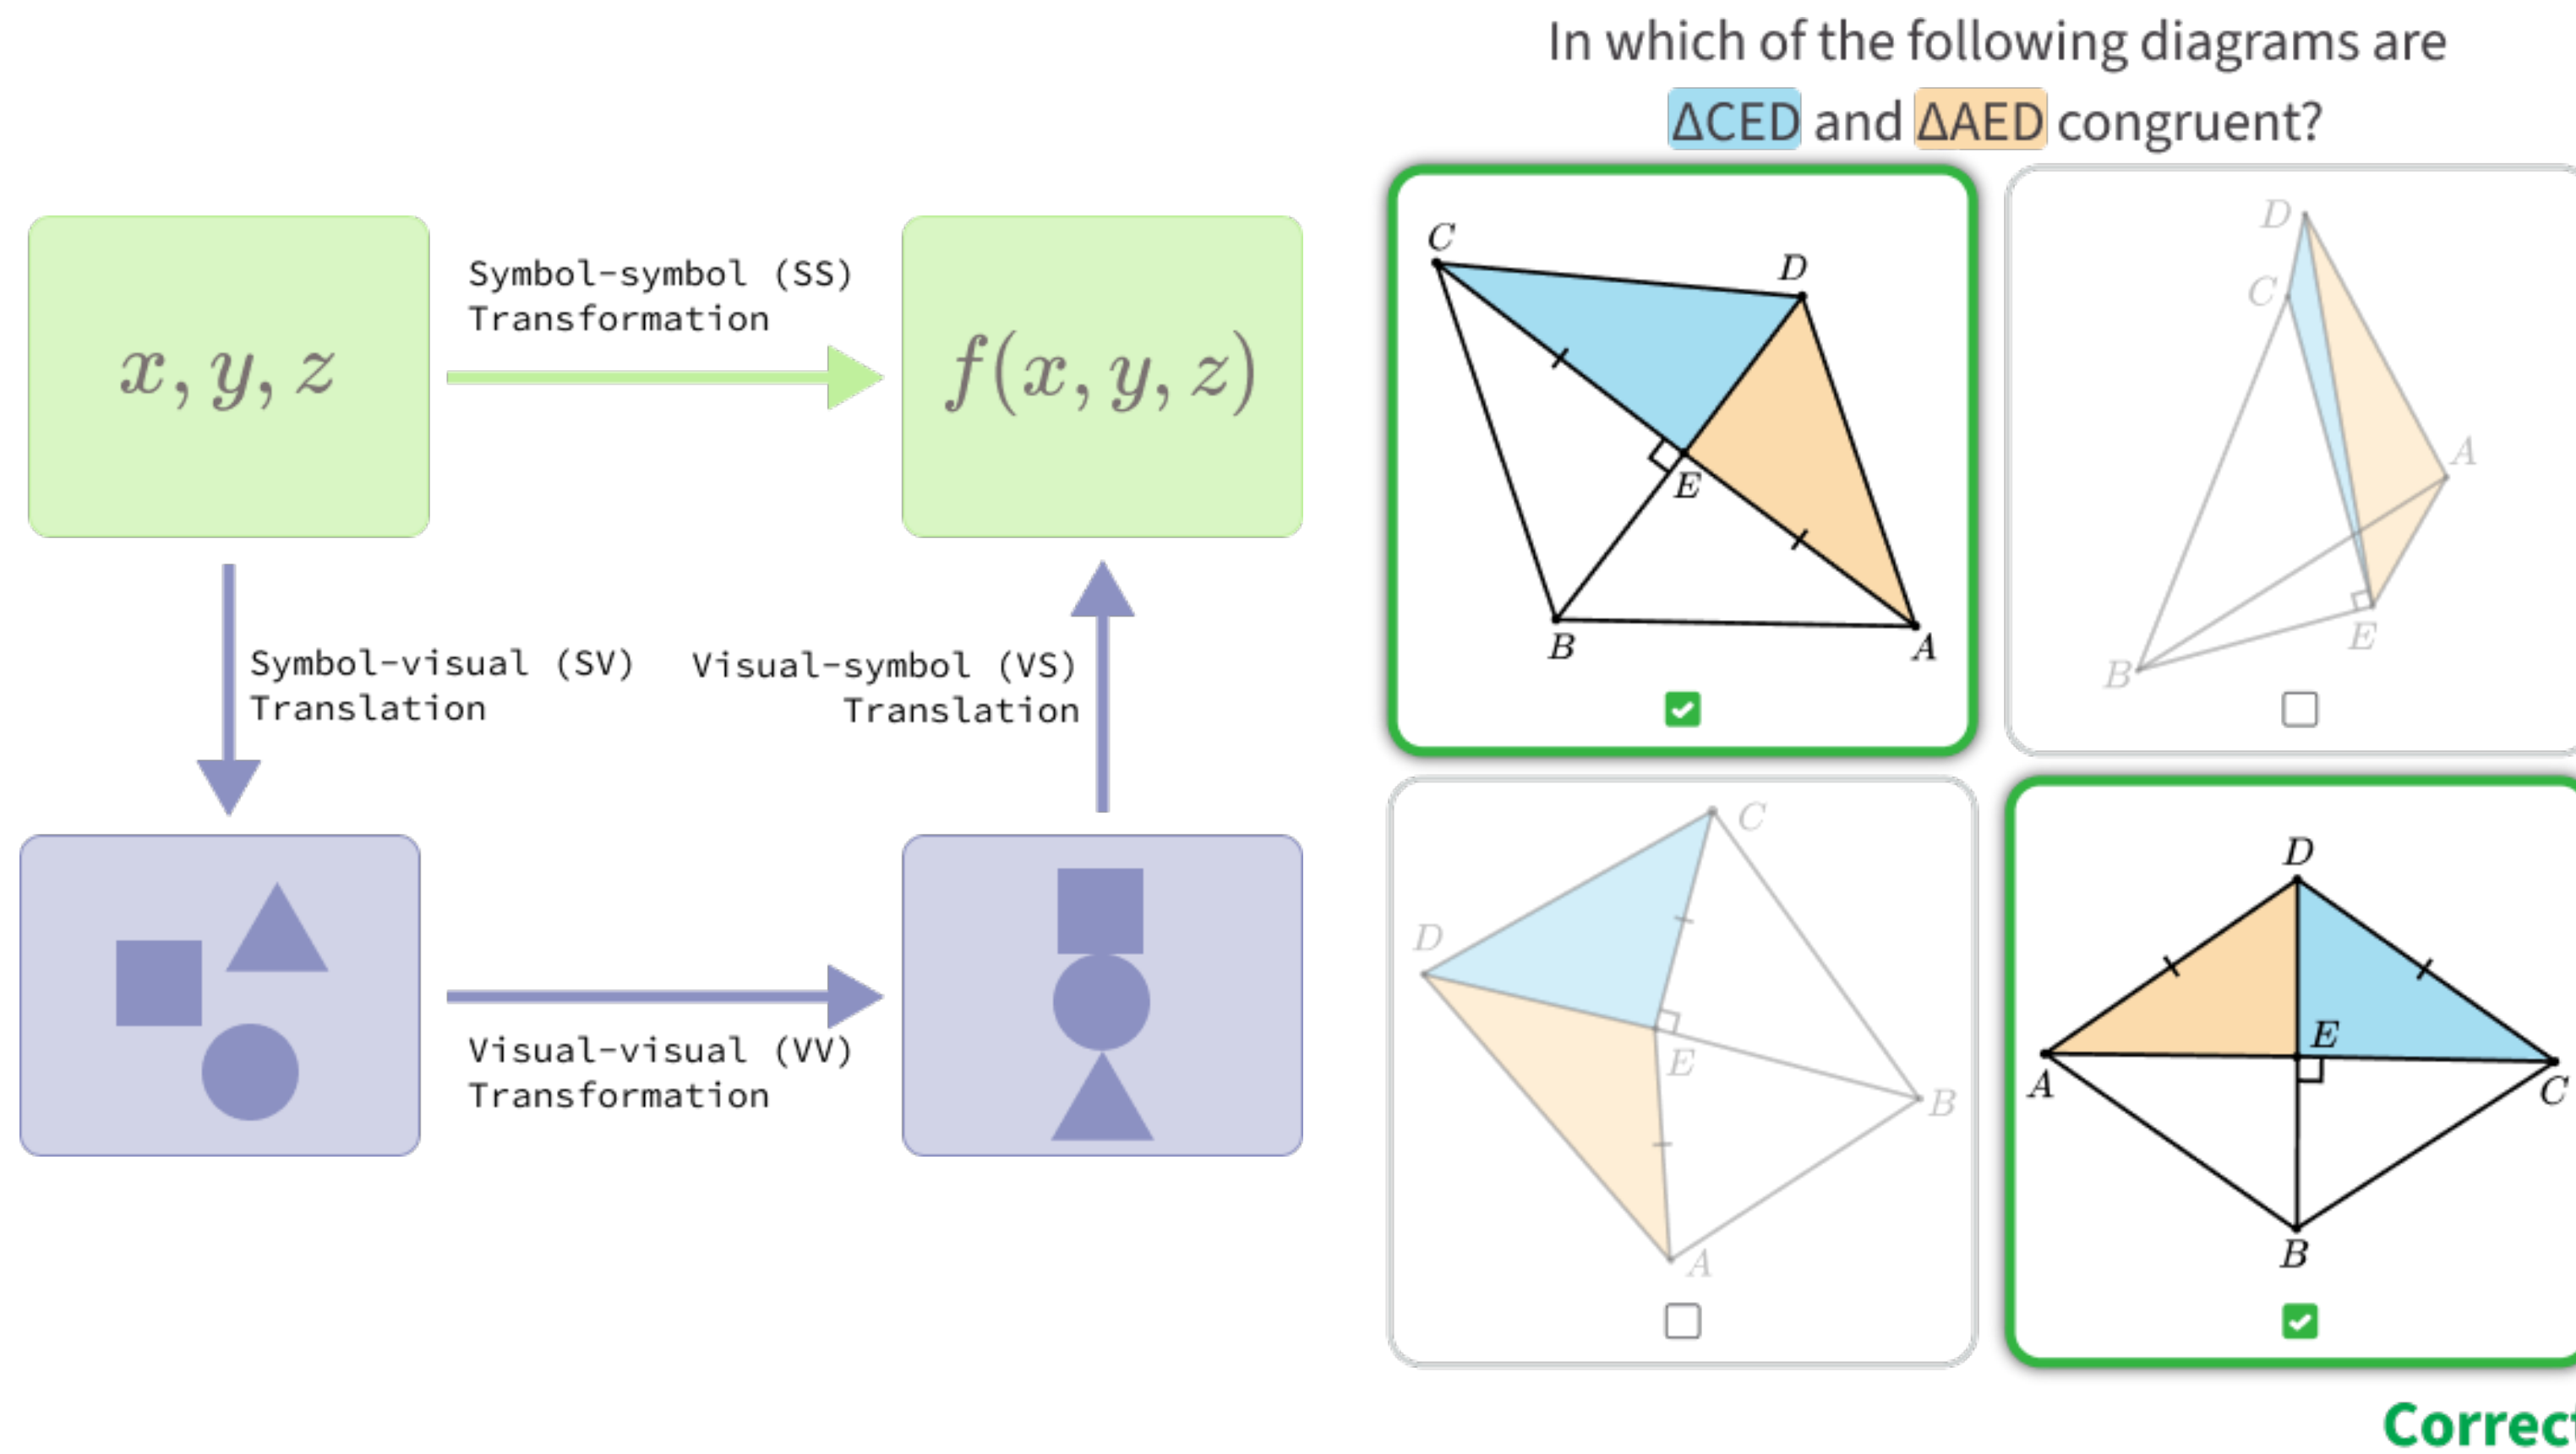 x, y, z
Symbol-symbol (SS)
Transformation
f(x, y, z)
Symbol-visual (SV)
Translation
Visual-symbol (VS)
Translation
Visual-visual (VV)
Transformation
In which of the following diagrams are
ΔCED and ΔAED congruent?
C
D
E
B
A
D
C
A
E
B
C
D
E
B
A
D
E
A
C
B
Correct